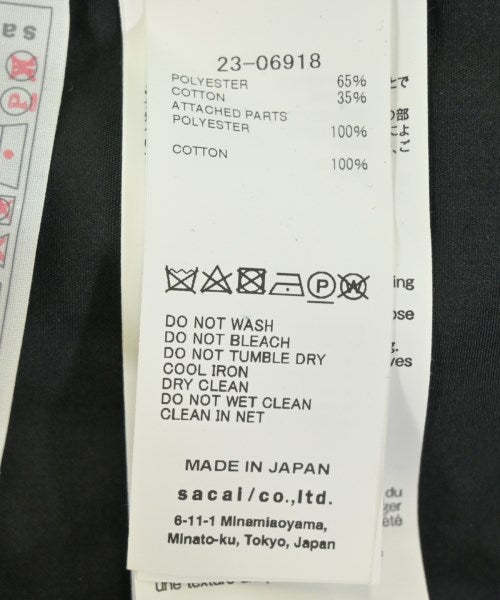 23-06918
POLYESTER 65%
COTTON 35%
ATTACHED PARTS
POLYESTER 100%
COTTON 100%
DO NOT WASH
DO NOT BLEACH
DO NOT TUMBLE DRY
COOL IRON
DRY CLEAN
DO NOT WET CLEAN
CLEAN IN NET
MADE IN JAPAN
sacai/co.,ltd.
6-11-1 Minamiaoyama,
Minato-ku, Tokyo, Japan